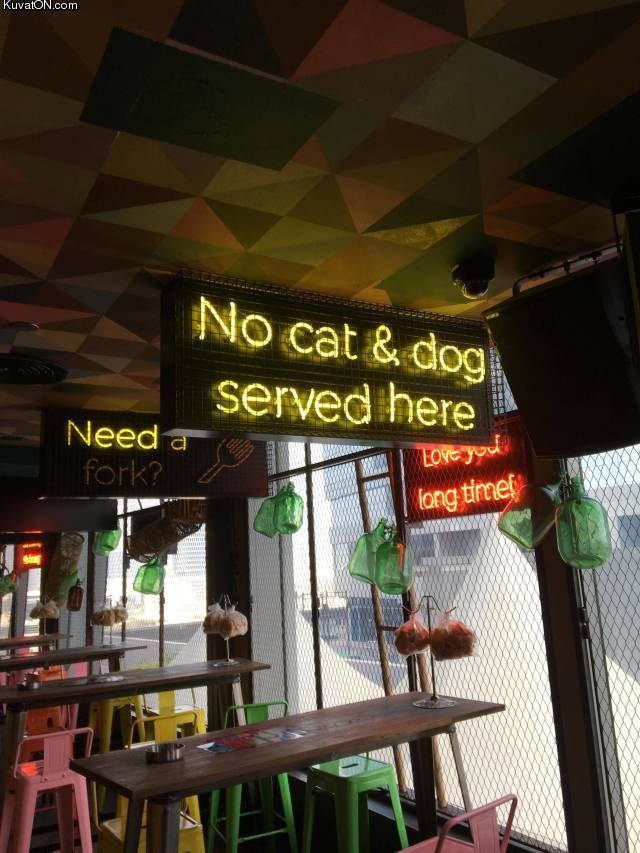 KuvatON.com
No cat & dog
served here
Need a
fork?
Love you
long time!